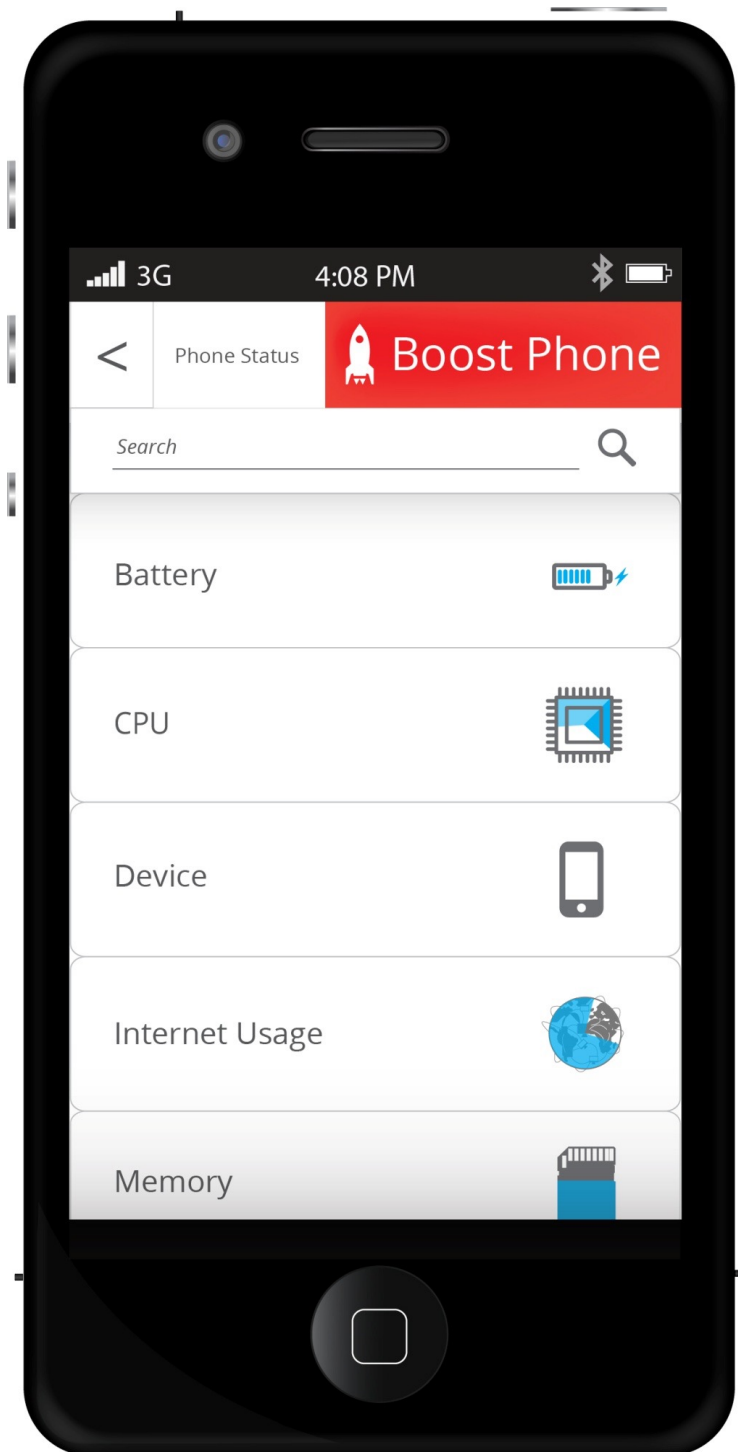 3G 4:08 PM
< Phone Status Boost Phone
Search
Battery
CPU
Device
Internet Usage
Memory